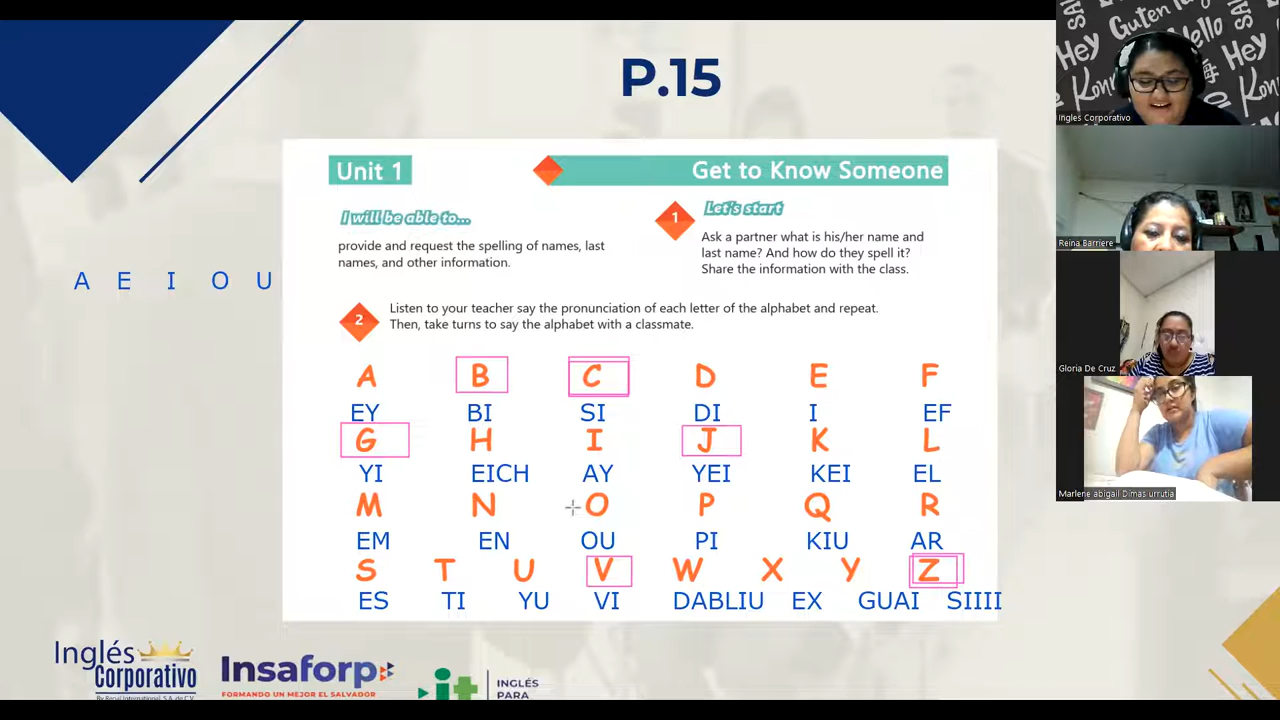 P.15
Unit 1
Get to Know Someone
I will be able to...
provide and request the spelling of names, last
names, and other information.
1
Let's start
Ask a partner what is his/her name and
last name? And how do they spell it?
Share the information with the class.
A E I O U
2
Listen to your teacher say the pronunciation of each letter of the alphabet and repeat.
Then, take turns to say the alphabet with a classmate.
A B C D E F
EY BI SI DI I EF
G H I J K L
YI EICH AY YEI KEI EL
M N O P Q R
EM EN OU PI KIU AR
S T U V W X Y Z
ES TI YU VI DABLIU EX GUAI SIIII
Inglés
Corporativo
Insaforp
FORMANDO UN MEJOR EL SALVADOR
it
INGLÉS
PARA
Hey
Guten
Hello
Hey
Ingles Corporativo
Reina Barriere
Gloria De Cruz
Marlene abigail Dimas urrutia